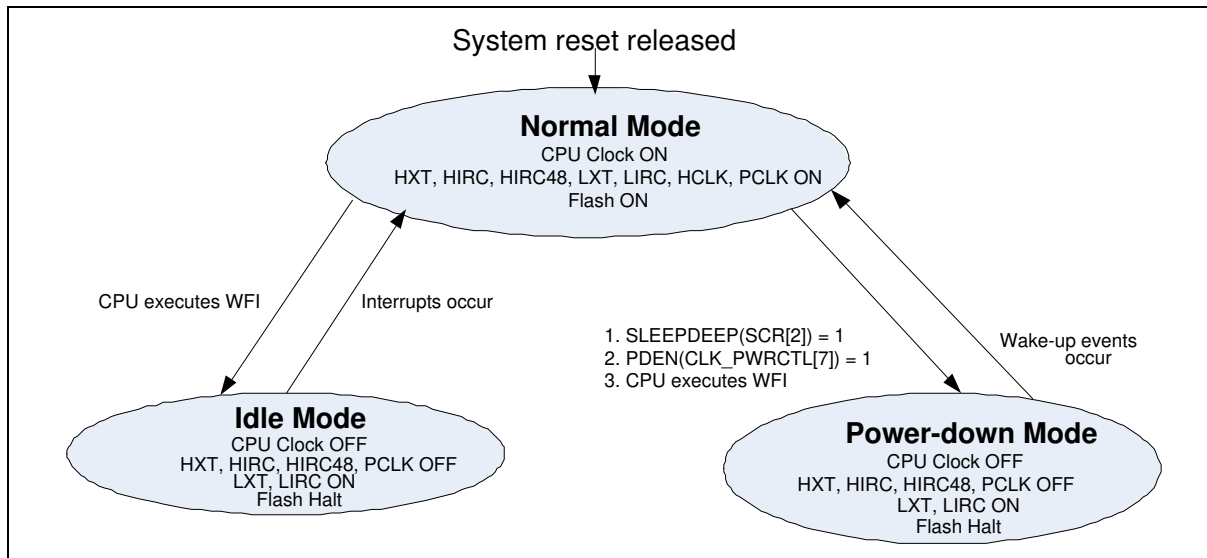 System reset released
Normal Mode
CPU Clock ON
HXT, HIRC, HIRC48, LXT, LIRC, HCLK, PCLK ON
Flash ON
CPU executes WFI
Interrupts occur
1. SLEEPDEEP(SCR[2]) = 1
2. PDEN(CLK_PWRCTL[7]) = 1
3. CPU executes WFI
Wake-up events
occur
Idle Mode
CPU Clock OFF
HXT, HIRC, HIRC48, PCLK OFF
LXT, LIRC ON
Flash Halt
Power-down Mode
CPU Clock OFF
HXT, HIRC, HIRC48, PCLK OFF
LXT, LIRC ON
Flash Halt